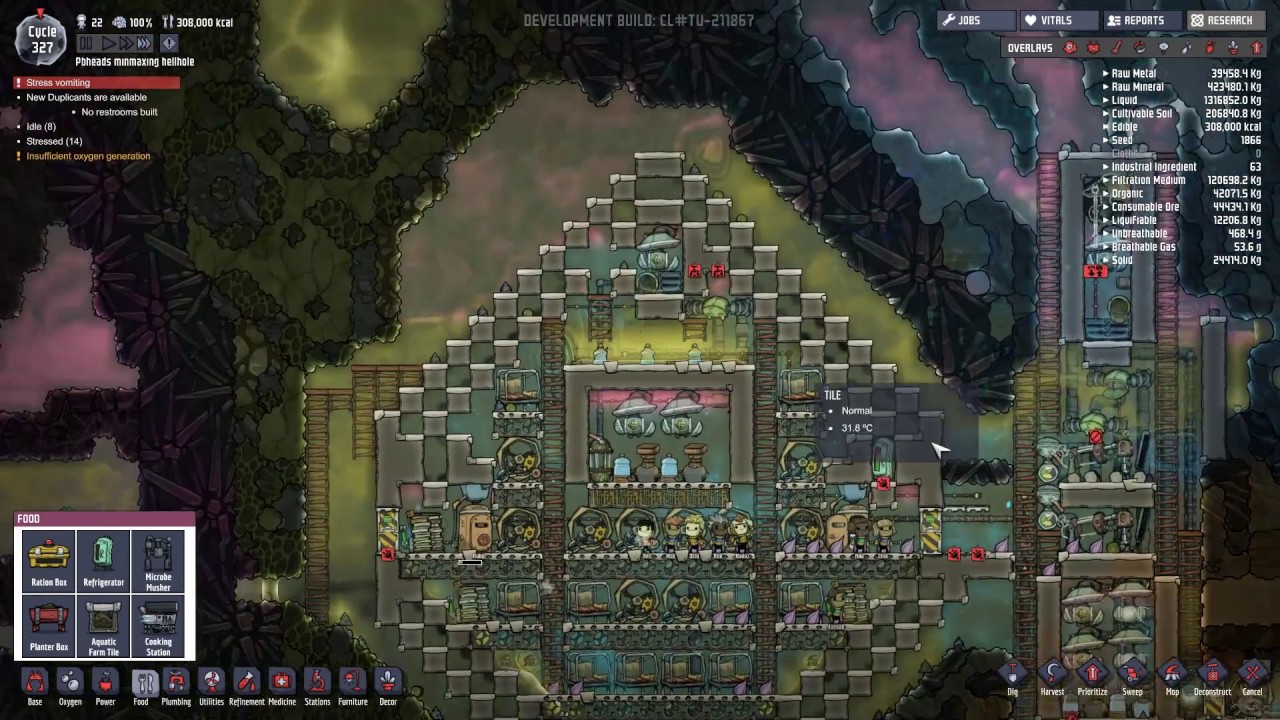 Cycle
327
22
100%
308,000 kcal
Pbheads minmaxing hellhole
DEVELOPMENT BUILD: CL#TU-211867
JOBS
VITALS
REPORTS
RESEARCH
OVERLAYS
Stress vomiting
New Duplicants are available
No restrooms built
Idle (8)
Stressed (14)
Insufficient oxygen generation
Raw Metal 39458.4 Kg
Raw Mineral 423480.1 Kg
Liquid 1316852.0 Kg
Cultivable Soil 206840.8 Kg
Edible 308,000 kcal
Seed 1866
Clothing 0
Industrial Ingredient 63
Filtration Medium 120698.2 Kg
Organic 42071.5 Kg
Consumable Ore 44434.1 Kg
Liquifiable 12206.8 Kg
Unbreathable 468.4 g
Breathable Gas 53.6 g
Solid 24414.0 Kg
TILE
Normal
31.8 ºC
FOOD
Ration Box
Refrigerator
Microbe
Musher
Planter Box
Aquatic
Farm Tile
Cooking
Station
Base
Oxygen
Power
Food
Plumbing
Utilities
Refinement
Medicine
Stations
Furniture
Decor
Dig
Harvest
Prioritize
Sweep
Mop
Deconstruct
Cancel